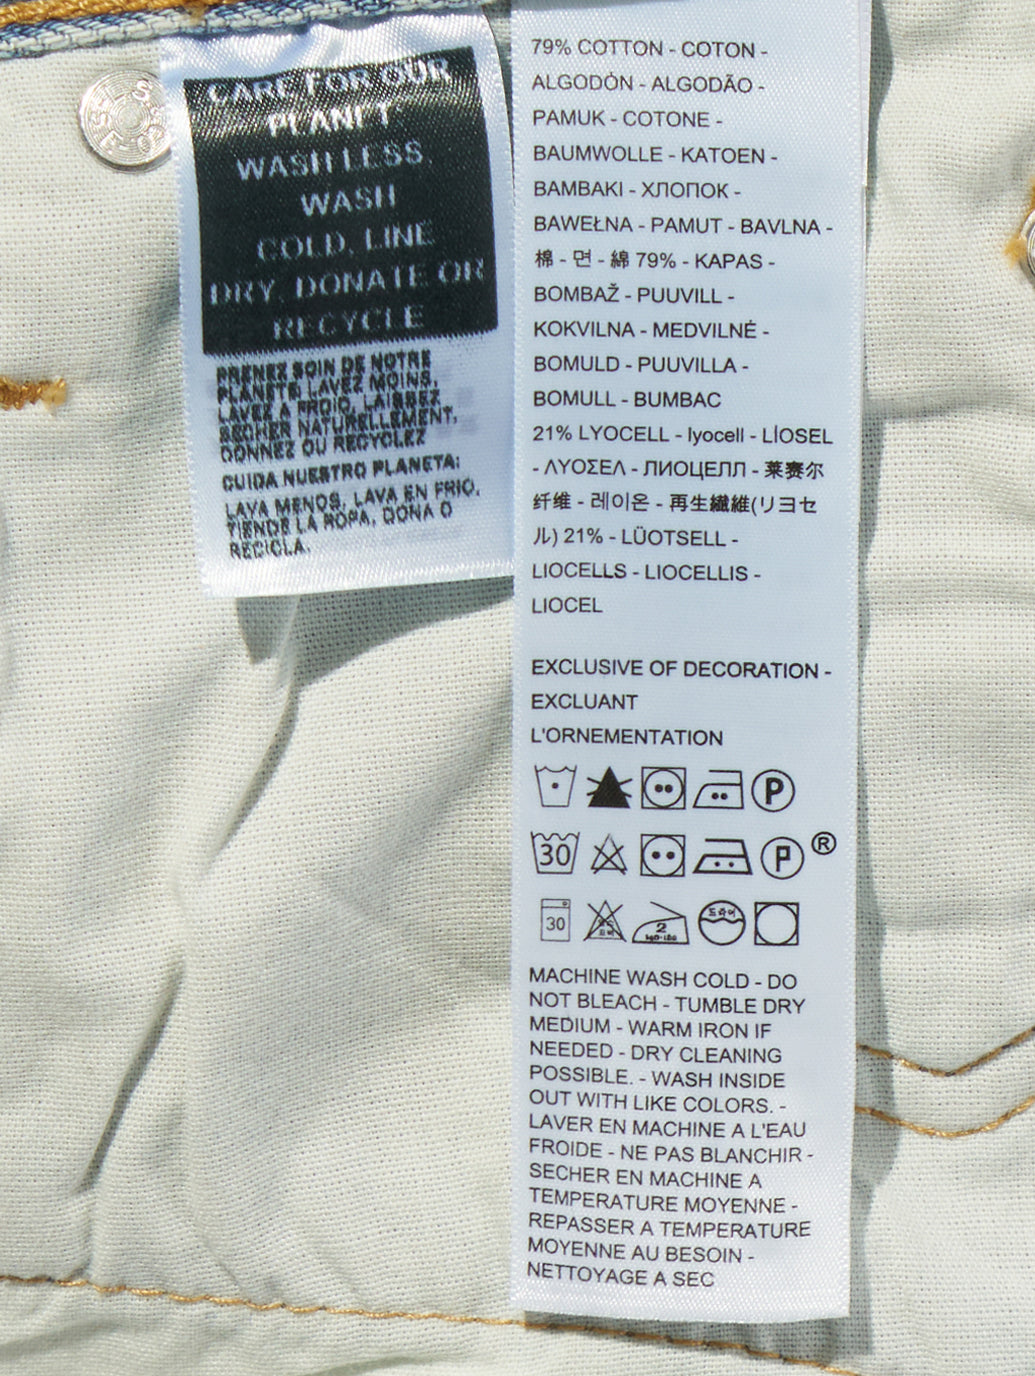 CARE FOR OUR
PLANET
WASH LESS,
WASH
COLD, LINE
DRY, DONATE OR
RECYCLE
PRENEZ SOIN DE NOTRE
PLANETE: LAVEZ MOINS,
LAVEZ A FROID, LAISSEZ
SECHER NATURELLEMENT,
DONNEZ OU RECYCLEZ
CUIDA NUESTRO PLANETA:
LAVA MENOS, LAVA EN FRIO,
TIENDE LA ROPA, DONA O
RECICLA.
79% COTTON - COTON -
ALGODÓN - ALGODÃO -
PAMUK - COTONE -
BAUMWOLLE - KATOEN -
BAMBAKI - ХЛОПОК -
BAWEŁNA - PAMUT - BAVLNA -
棉 - 면 - 綿 79% - KAPAS -
BOMBAŽ - PUUVILL -
KOKVILNA - MEDVILNĖ -
BOMULD - PUUVILLA -
BOMULL - BUMBAC
21% LYOCELL - lyocell - LİOSEL
- ΛΥΟΣΕΛ - ЛИОЦЕЛЛ - 莱赛尔
纤维 - 레이온 - 再生繊維(リヨセ
ル) 21% - LÜOTSELL -
LIOCELLS - LIOCELLIS -
LIOCEL
EXCLUSIVE OF DECORATION -
EXCLUANT
L'ORNEMENTATION
P
30 P ®
30 2 드라이
MACHINE WASH COLD - DO
NOT BLEACH - TUMBLE DRY
MEDIUM - WARM IRON IF
NEEDED - DRY CLEANING
POSSIBLE. - WASH INSIDE
OUT WITH LIKE COLORS. -
LAVER EN MACHINE A L'EAU
FROIDE - NE PAS BLANCHIR -
SECHER EN MACHINE A
TEMPERATURE MOYENNE -
REPASSER A TEMPERATURE
MOYENNE AU BESOIN -
NETTOYAGE A SEC